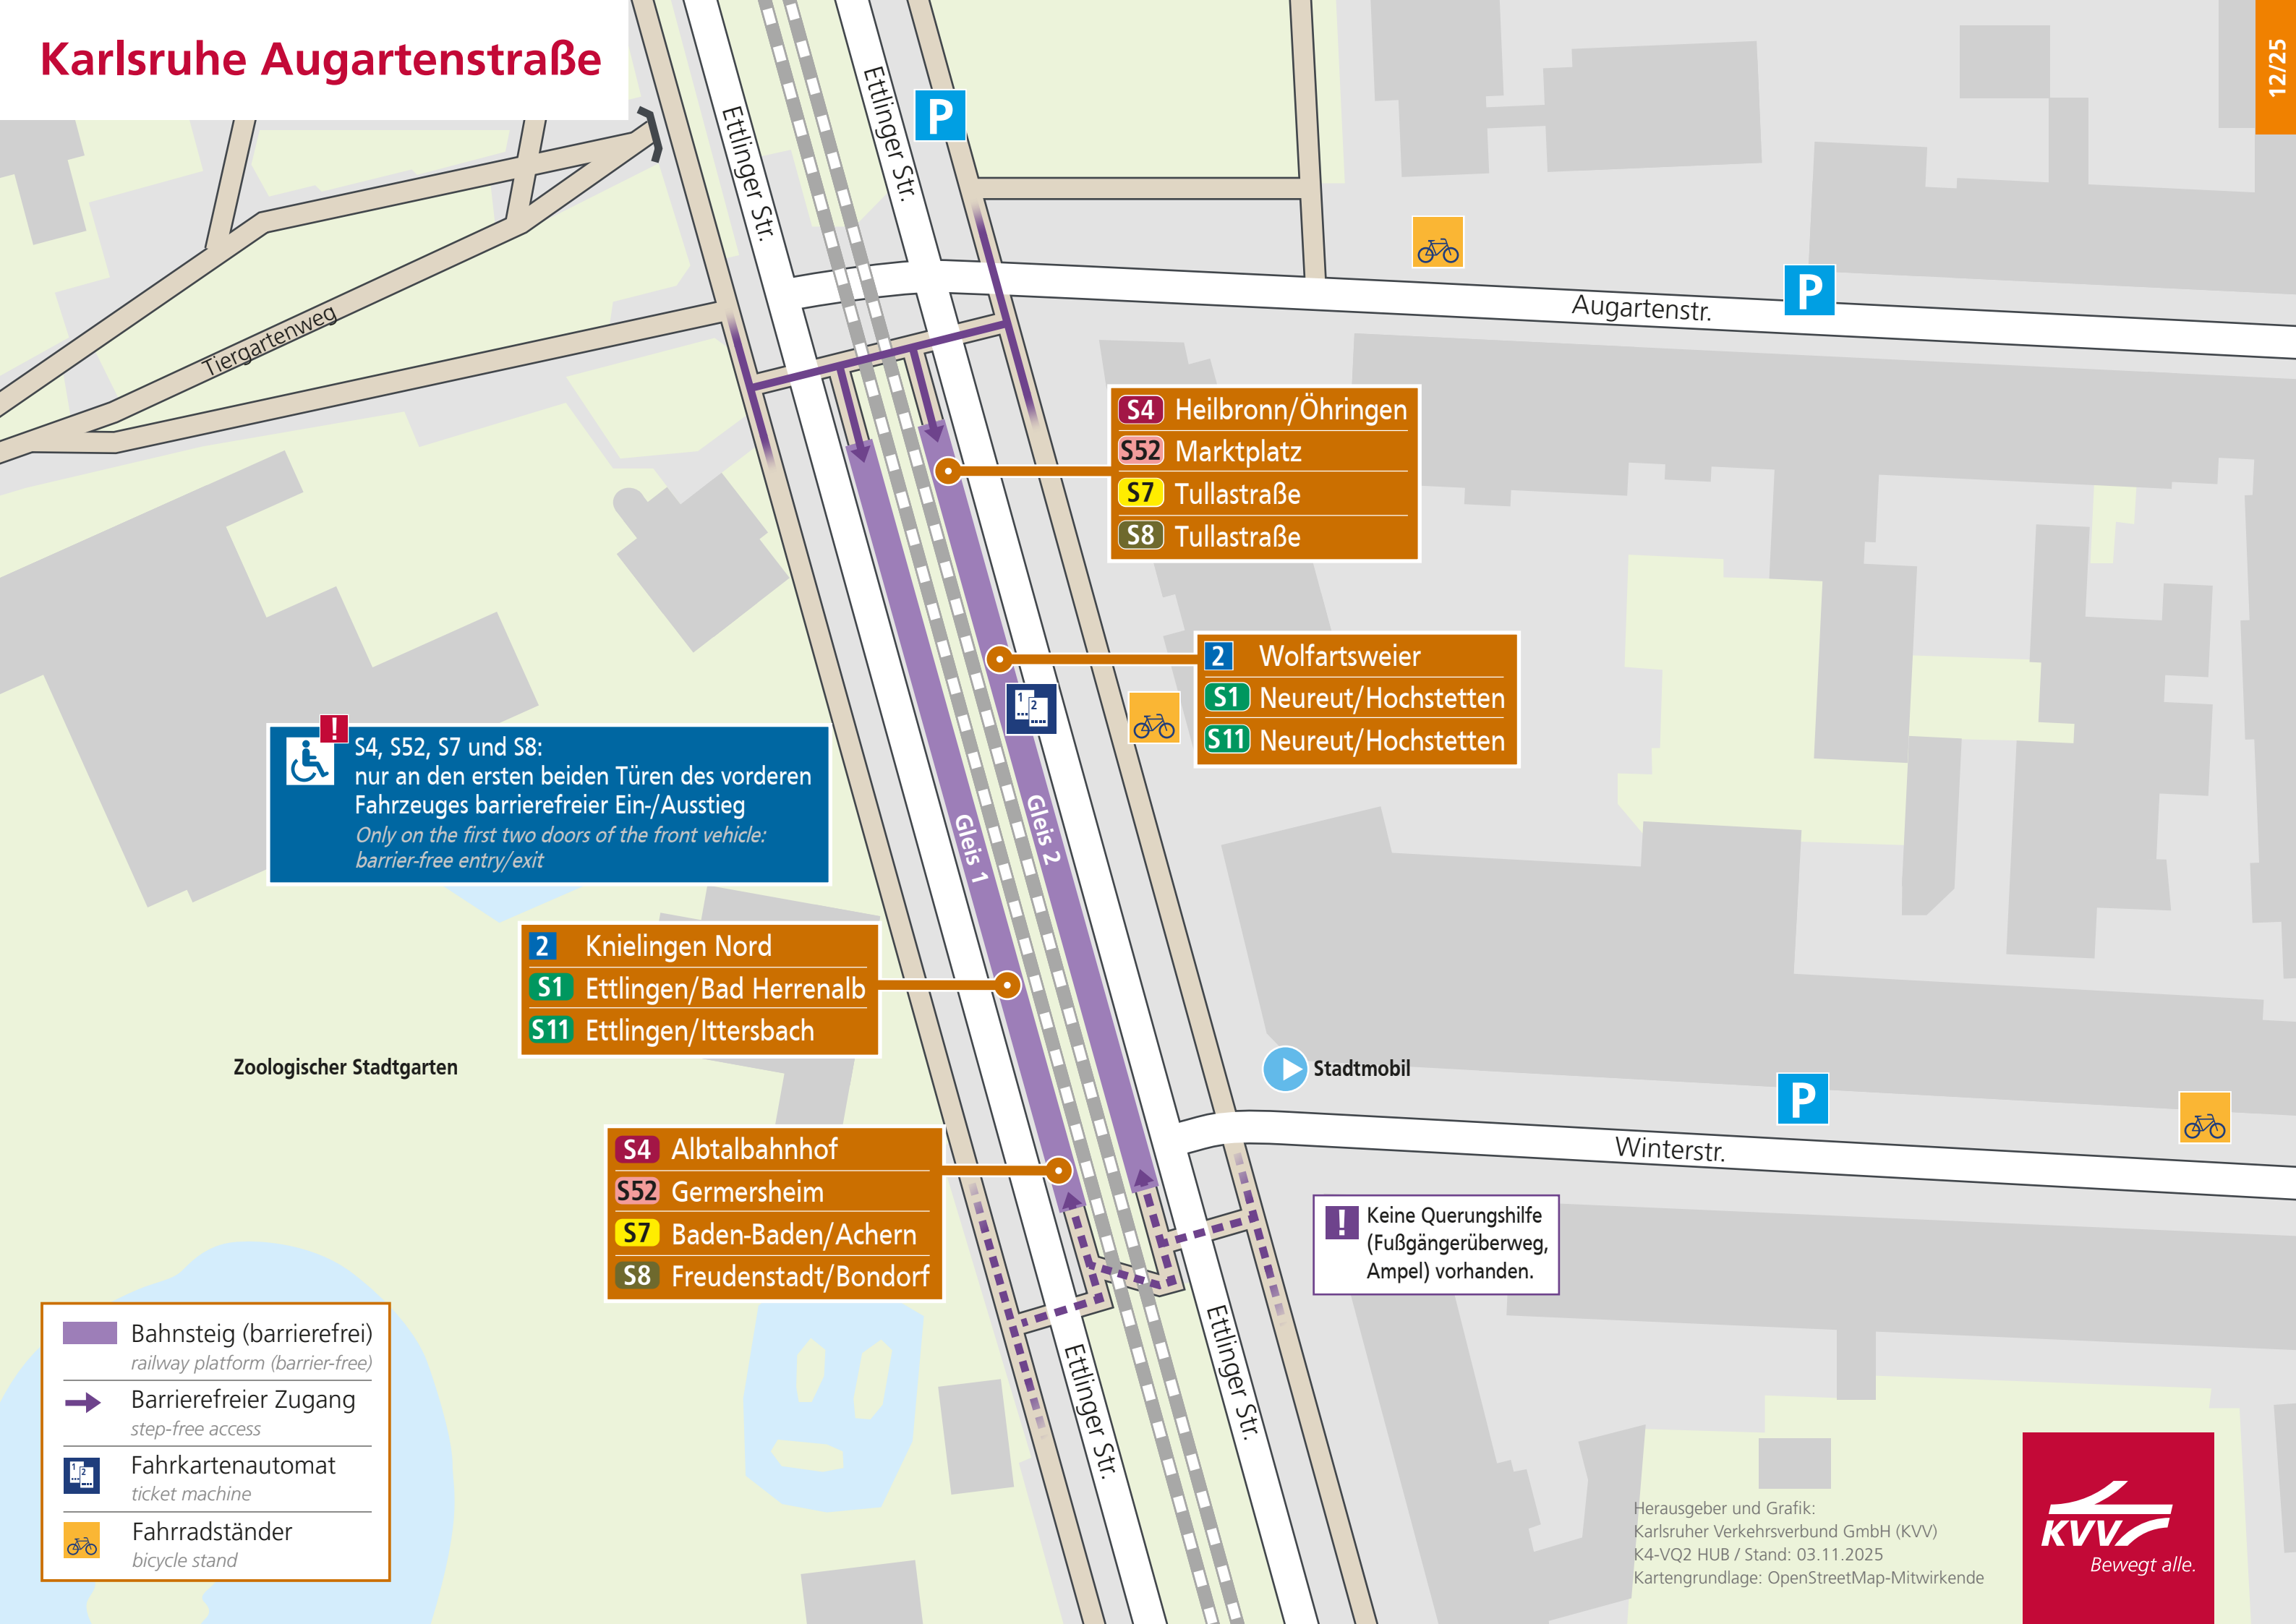 Karlsruhe Augartenstraße
12/25
Ettlinger Str.
Ettlinger Str.
P
Tiergartenweg
Augartenstr.
P
S4 Heilbronn/Öhringen
S52 Marktplatz
S7 Tullastraße
S8 Tullastraße
2 Wolfartsweier
S1 Neureut/Hochstetten
S11 Neureut/Hochstetten
1
2
!
S4, S52, S7 und S8:
nur an den ersten beiden Türen des vorderen
Fahrzeuges barrierefreier Ein-/Ausstieg
Only on the first two doors of the front vehicle:
barrier-free entry/exit
Gleis 1
Gleis 2
2 Knielingen Nord
S1 Ettlingen/Bad Herrenalb
S11 Ettlingen/Ittersbach
Zoologischer Stadtgarten
Stadtmobil
P
Winterstr.
S4 Albtalbahnhof
S52 Germersheim
S7 Baden-Baden/Achern
S8 Freudenstadt/Bondorf
!
Keine Querungshilfe
(Fußgängerüberweg,
Ampel) vorhanden.
Ettlinger Str.
Ettlinger Str.
Bahnsteig (barrierefrei)
railway platform (barrier-free)
Barrierefreier Zugang
step-free access
1
2
Fahrkartenautomat
ticket machine
Fahrradständer
bicycle stand
Herausgeber und Grafik:
Karlsruher Verkehrsverbund GmbH (KVV)
K4-VQ2 HUB / Stand: 03.11.2025
Kartengrundlage: OpenStreetMap-Mitwirkende
KVV
Bewegt alle.